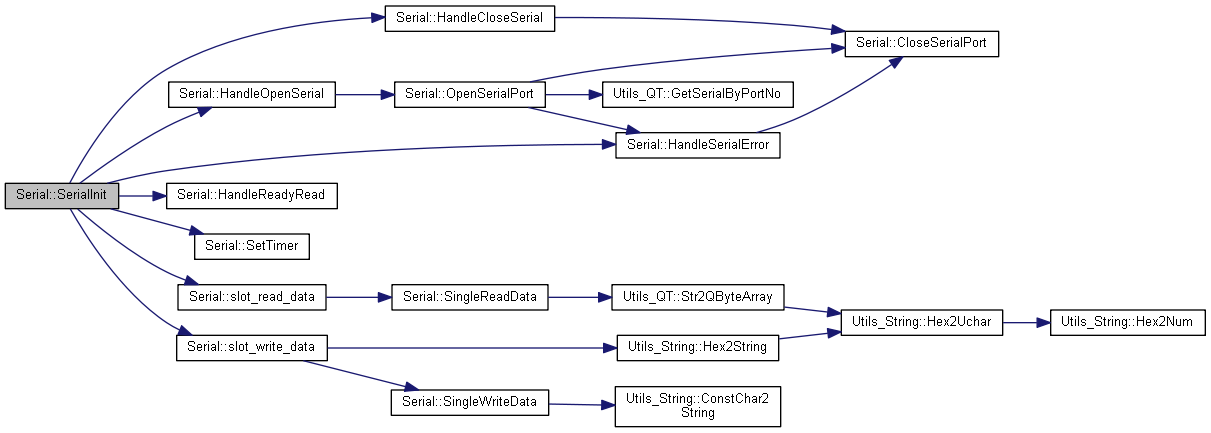 Serial::HandleCloseSerial
Serial::CloseSerialPort
Serial::HandleOpenSerial
Serial::OpenSerialPort
Utils_QT::GetSerialByPortNo
Serial::HandleSerialError
Serial::SerialInit
Serial::HandleReadyRead
Serial::SetTimer
Serial::slot_read_data
Serial::SingleReadData
Utils_QT::Str2QByteArray
Utils_String::Hex2Uchar
Utils_String::Hex2Num
Serial::slot_write_data
Utils_String::Hex2String
Serial::SingleWriteData
Utils_String::ConstChar2
String